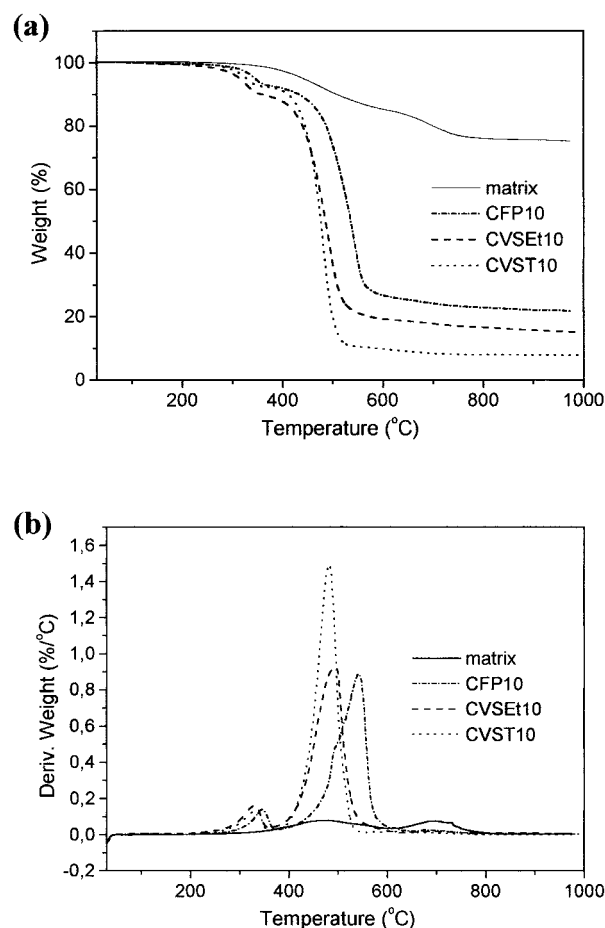 (a)
100
80
60
40
20
0
Weight (%)
matrix
CFP10
CVSEt10
CVST10
200 400 600 800 1000
Temperature (°C)
(b)
1,6
1,4
1,2
1,0
0,8
0,6
0,4
0,2
0,0
-0,2
Deriv. Weight (%/°C)
matrix
CFP10
CVSEt10
CVST10
200 400 600 800 1000
Temperature (°C)